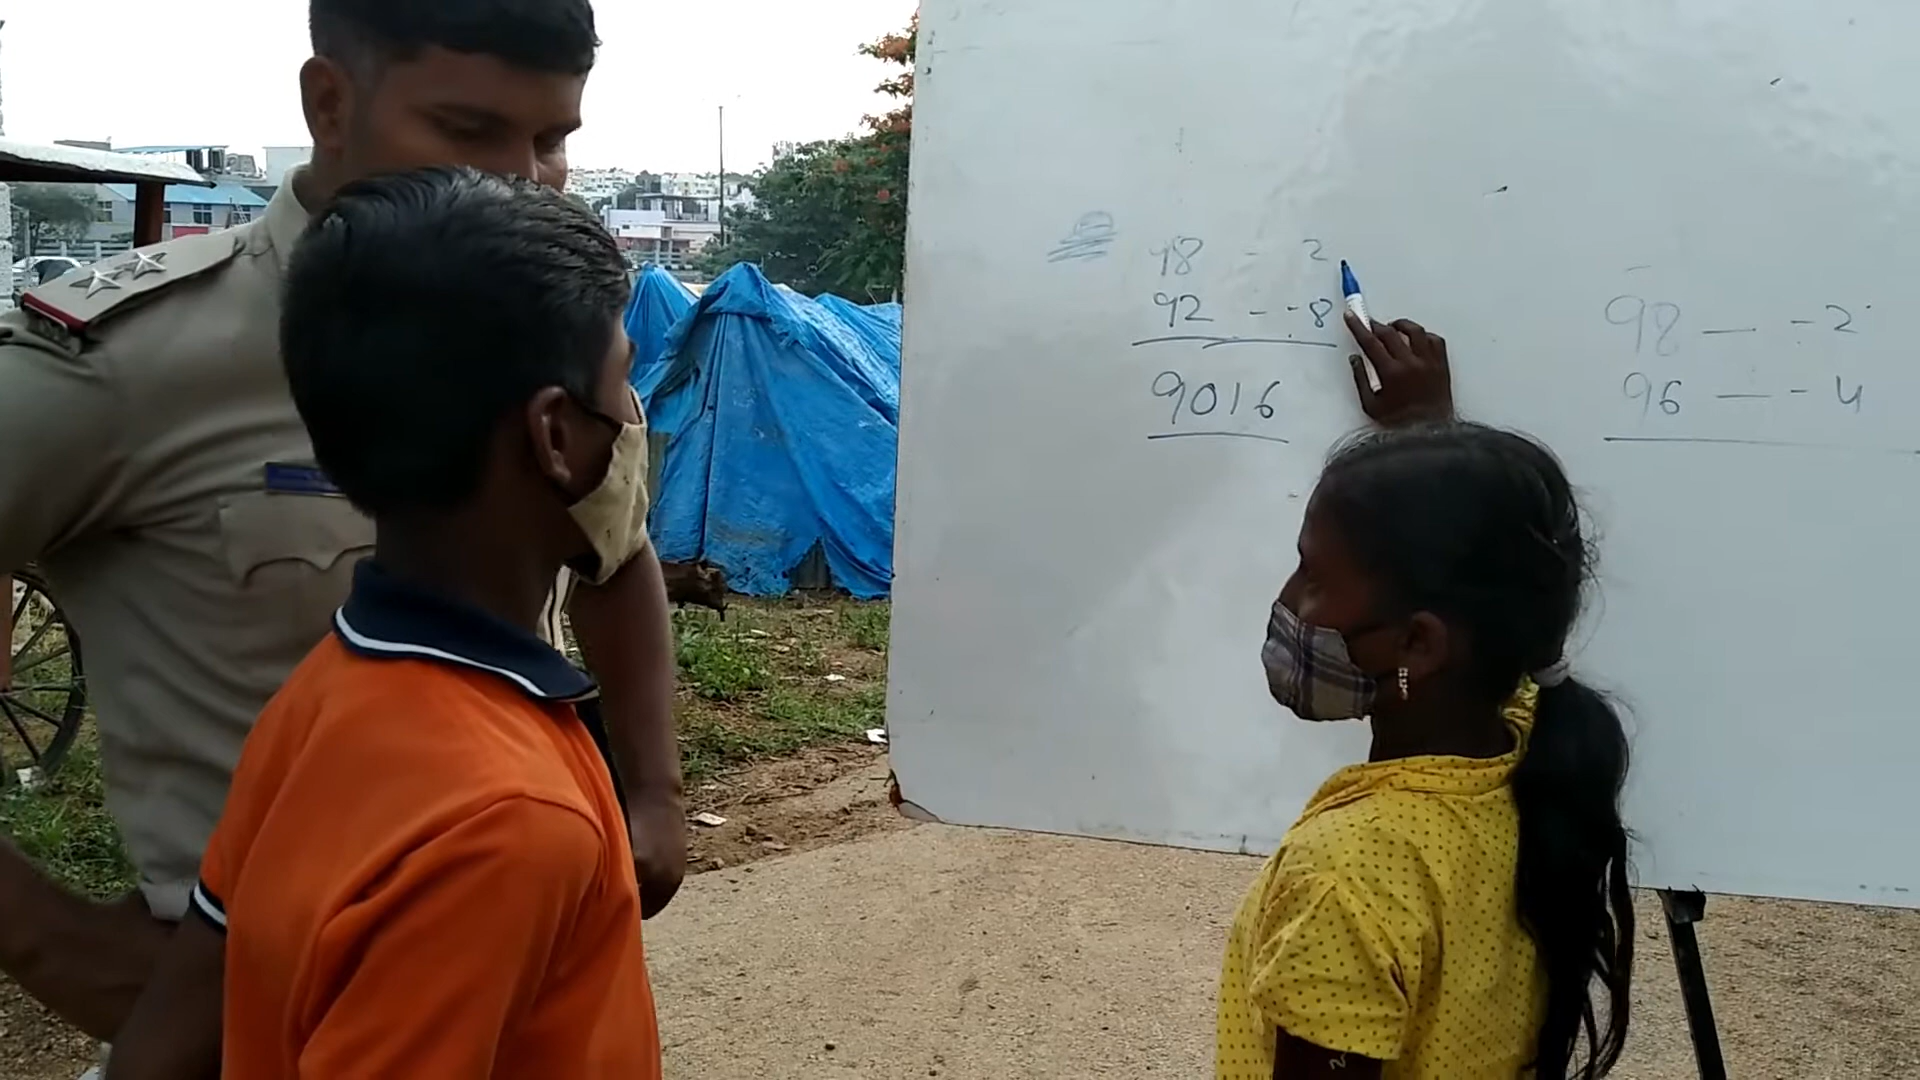 98 - 2
92 - -8
9016
98 — -2
96 — -4